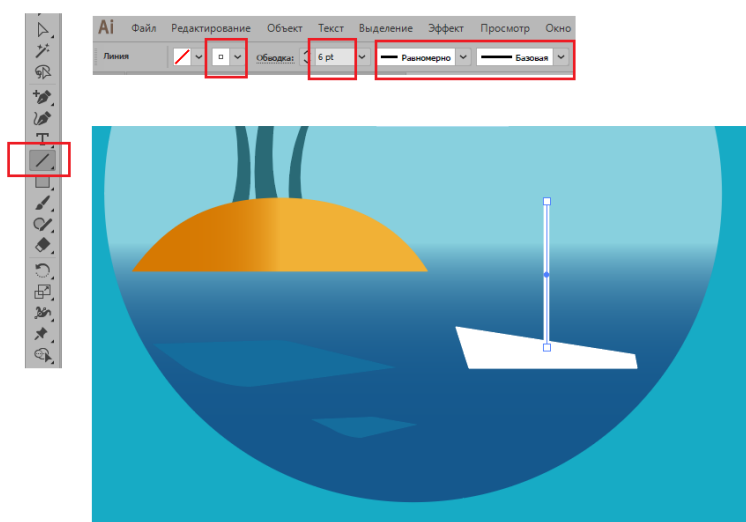 Ai Файл Редактирование Объект Текст Выделение Эффект Просмотр Окно
Линия Обводка: 6 pt Равномерно Базовая
T